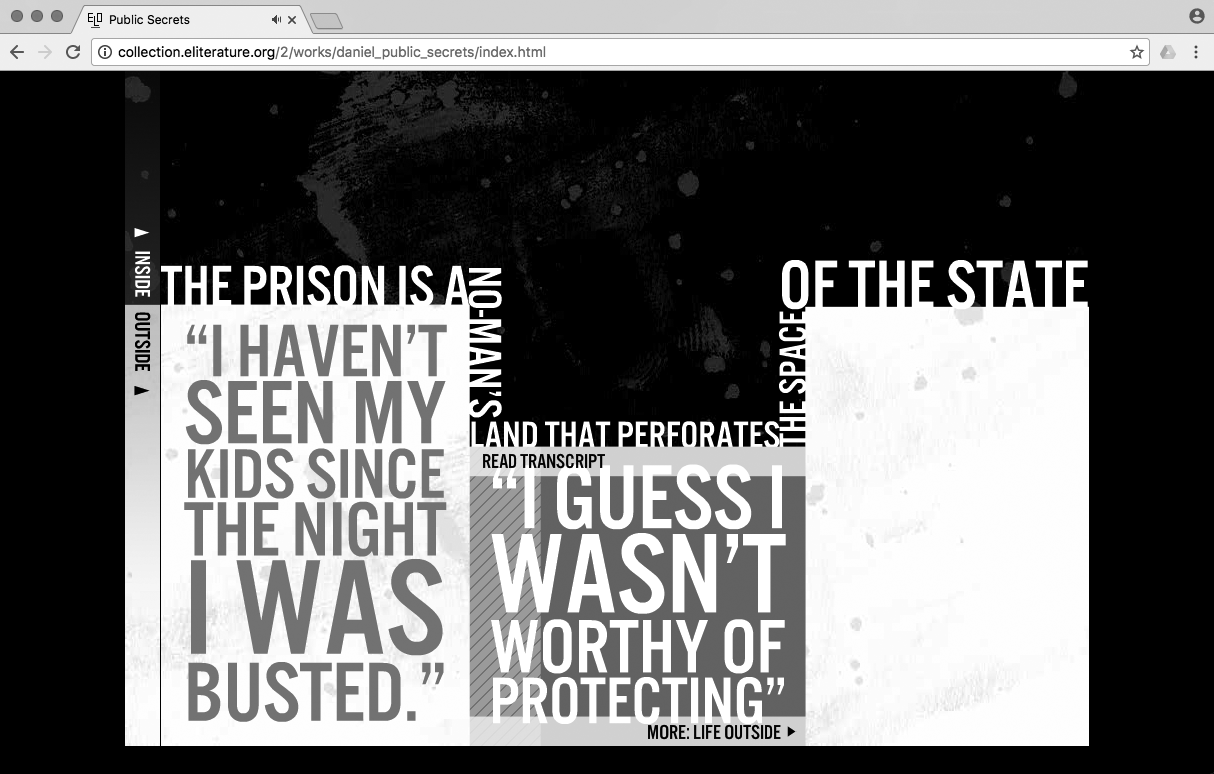 ELO Public Secrets
collection.eliterature.org/2/works/daniel_public_secrets/index.html
INSIDE
OUTSIDE
THE PRISON IS A
NO-MAN'S
LAND THAT PERFORATES
THE SPACE
OF THE STATE
“I HAVEN’T
SEEN MY
KIDS SINCE
THE NIGHT
I WAS
BUSTED.”
READ TRANSCRIPT
“I GUESS I
WASN’T
WORTHY OF
PROTECTING”
MORE: LIFE OUTSIDE